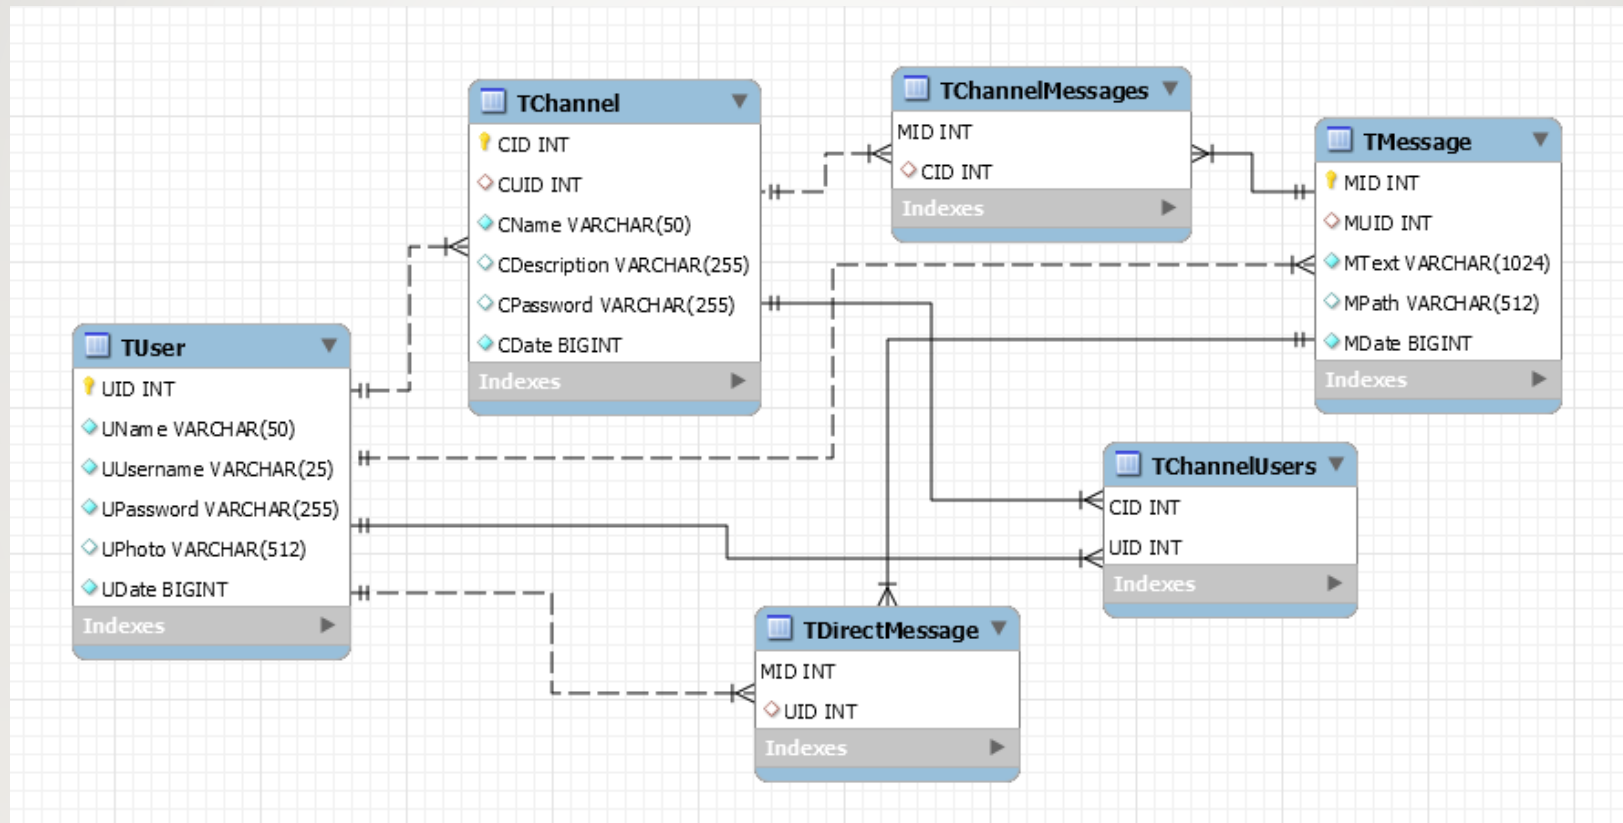 TChannel
CID INT
CUID INT
CName VARCHAR(50)
CDescription VARCHAR(255)
CPassword VARCHAR(255)
CDate BIGINT
Indexes
TChannelMessages
MID INT
CID INT
Indexes
TMessage
MID INT
MUID INT
MText VARCHAR(1024)
MPath VARCHAR(512)
MDate BIGINT
Indexes
TUser
UID INT
UName VARCHAR(50)
UUsername VARCHAR(25)
UPassword VARCHAR(255)
UPhoto VARCHAR(512)
UDate BIGINT
Indexes
TChannelUsers
CID INT
UID INT
Indexes
TDirectMessage
MID INT
UID INT
Indexes